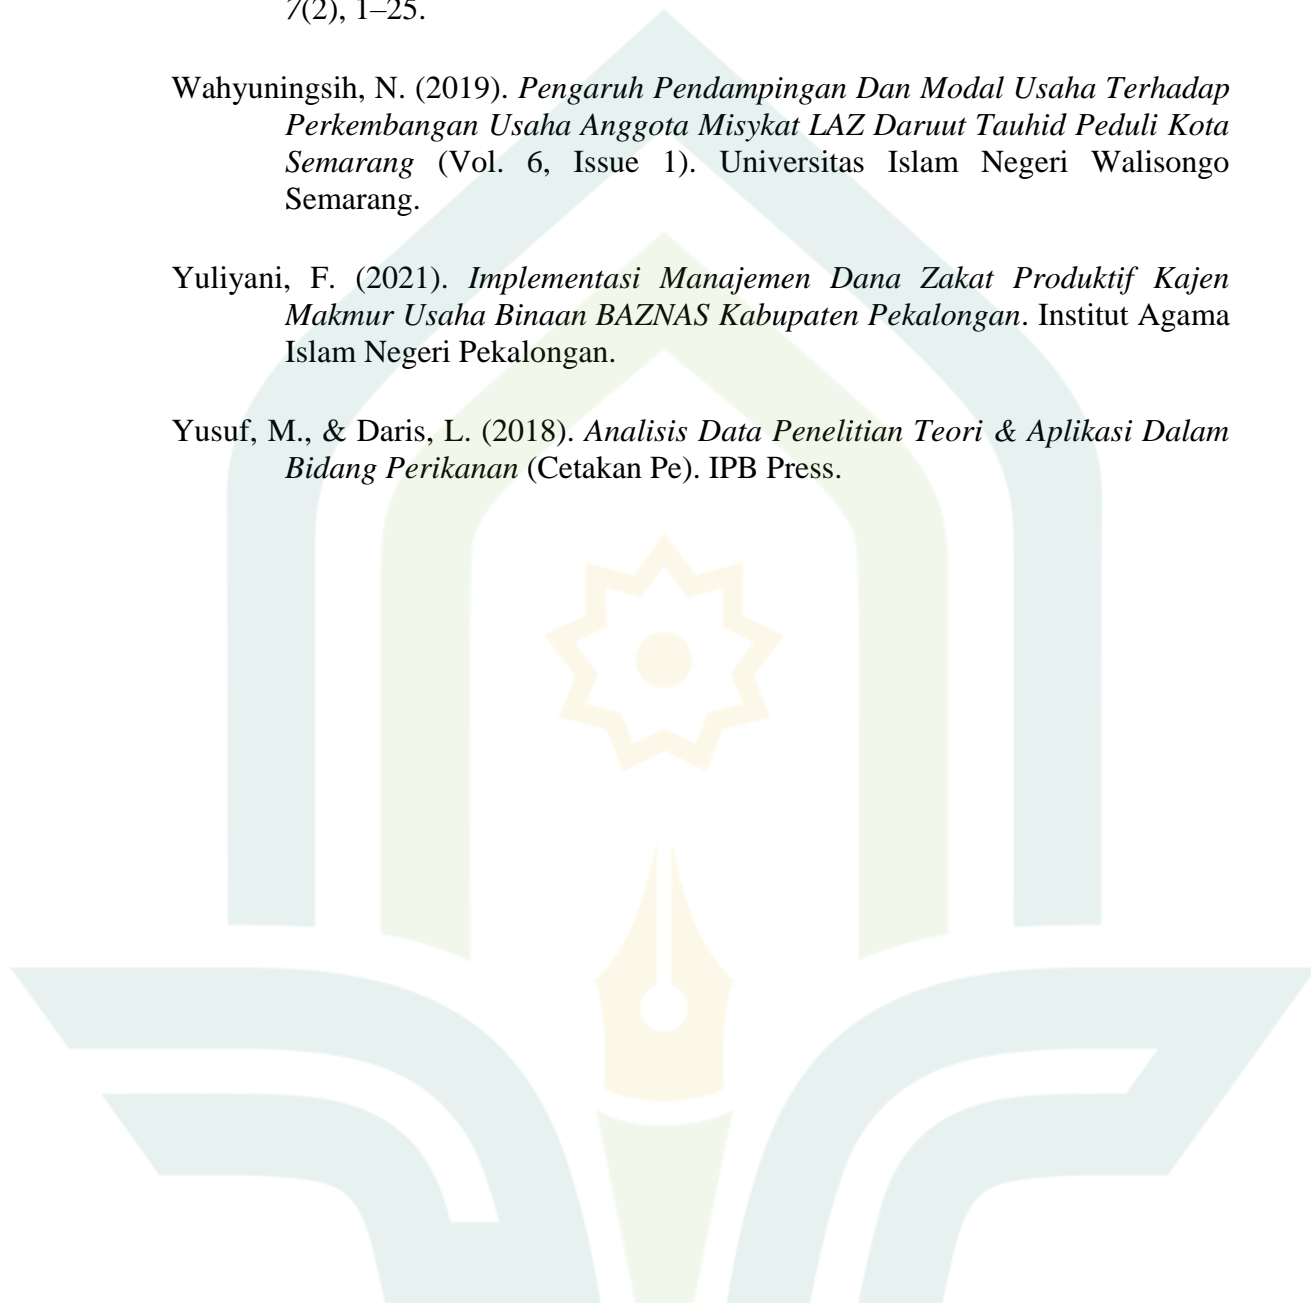 7(2), 1–25.
Wahyuningsih, N. (2019). Pengaruh Pendampingan Dan Modal Usaha Terhadap
Perkembangan Usaha Anggota Misykat LAZ Daruut Tauhid Peduli Kota
Semarang (Vol. 6, Issue 1). Universitas Islam Negeri Walisongo
Semarang.
Yuliyani, F. (2021). Implementasi Manajemen Dana Zakat Produktif Kajen
Makmur Usaha Binaan BAZNAS Kabupaten Pekalongan. Institut Agama
Islam Negeri Pekalongan.
Yusuf, M., & Daris, L. (2018). Analisis Data Penelitian Teori & Aplikasi Dalam
Bidang Perikanan (Cetakan Pe). IPB Press.